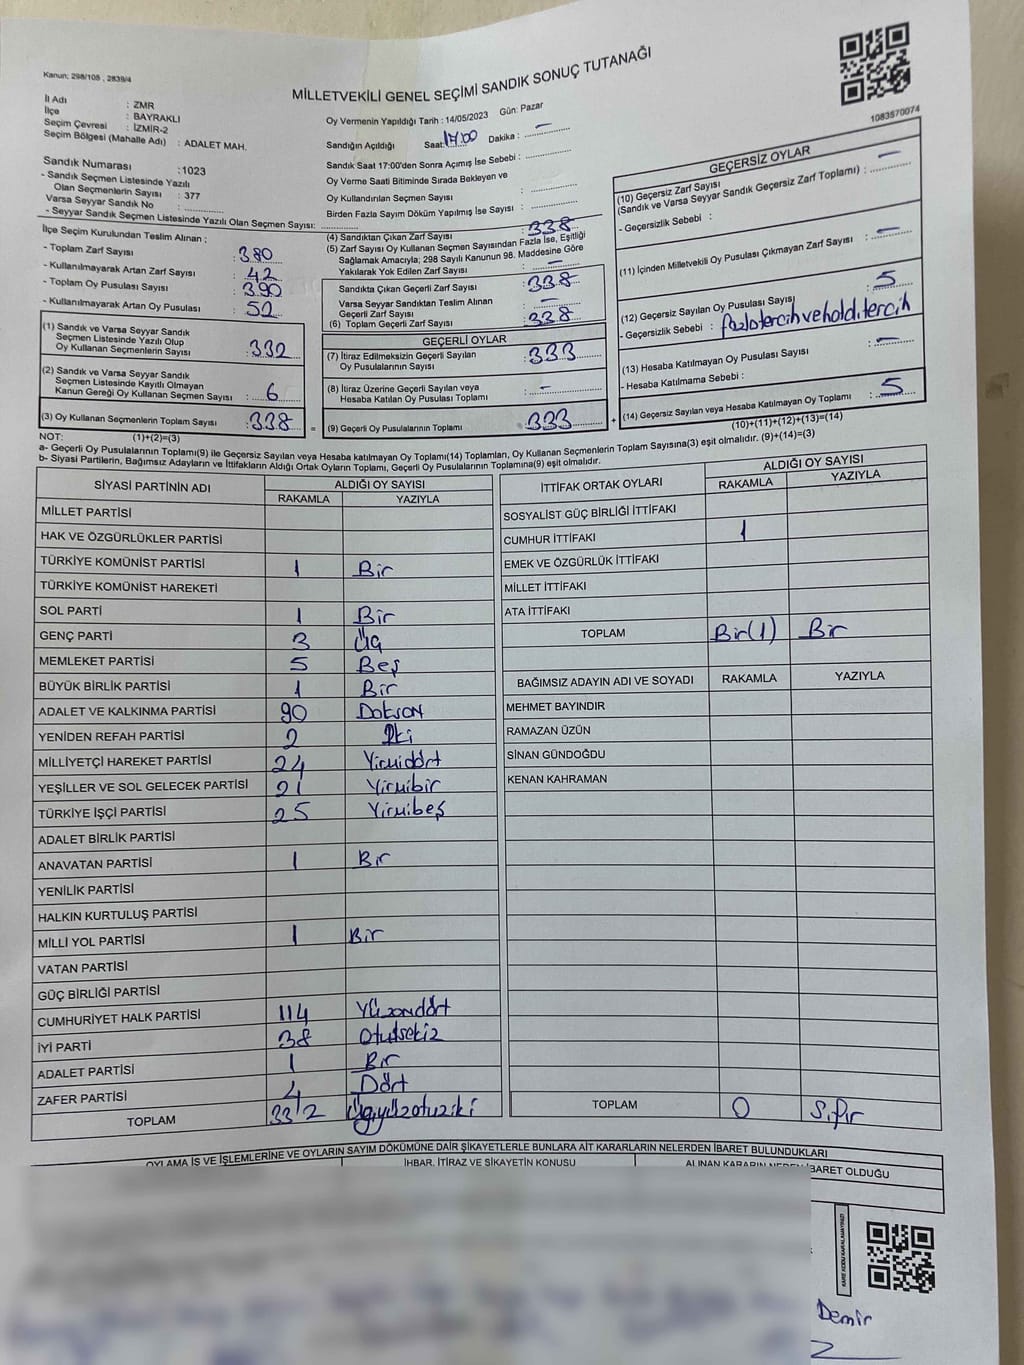 Kanun: 298/105 , 2839/4
MİLLETVEKİLİ GENEL SEÇİMİ SANDIK SONUÇ TUTANAĞI
1083570074
İl Adı : ZMR
İlçe : BAYRAKLI
Seçim Çevresi : İZMİR-2
Seçim Bölgesi (Mahalle Adı) : ADALET MAH.
Sandık Numarası : 1023
- Sandık Seçmen Listesinde Yazılı
Olan Seçmenlerin Sayısı : 377
Varsa Seyyar Sandık No :
- Seyyar Sandık Seçmen Listesinde Yazılı Olan Seçmen Sayısı:
Oy Vermenin Yapıldığı Tarih : 14/05/2023 Gün: Pazar
Sandığın Açıldığı Saat: 17:00 Dakika : –
Sandık Saat 17:00'den Sonra Açımış İse Sebebi :
Oy Verme Saati Bitiminde Sırada Bekleyen ve
Oy Kullandırılan Seçmen Sayısı :
Birden Fazla Sayım Döküm Yapılmış İse Sayısı :
İlçe Seçim Kurulundan Teslim Alınan :
- Toplam Zarf Sayısı : 380
- Kullanılmayarak Artan Zarf Sayısı : 42
- Toplam Oy Pusulası Sayısı : 390
- Kullanılmayarak Artan Oy Pusulası : 52
(1) Sandık ve Varsa Seyyar Sandık
Seçmen Listesinde Yazılı Olup
Oy Kullanan Seçmenlerin Sayısı : 332
(2) Sandık ve Varsa Seyyar Sandık
Seçmen Listesinde Kayıtlı Olmayan
Kanun Gereği Oy Kullanan Seçmen Sayısı : 6
(3) Oy Kullanan Seçmenlerin Toplam Sayısı : 338
(4) Sandıktan Çıkan Zarf Sayısı : 338
(5) Zarf Sayısı Oy Kullanan Seçmen Sayısından Fazla İse, Eşitliği
Sağlamak Amacıyla; 298 Sayılı Kanunun 98. Maddesine Göre
Yakılarak Yok Edilen Zarf Sayısı : –
Sandıkta Çıkan Geçerli Zarf Sayısı : 338
Varsa Seyyar Sandıktan Teslim Alınan
Geçerli Zarf Sayısı : –
(6) Toplam Geçerli Zarf Sayısı : 338
GEÇERLİ OYLAR
(7) İtiraz Edilmeksizin Geçerli Sayılan
Oy Pusulalarının Sayısı : 333
(8) İtiraz Üzerine Geçerli Sayılan veya
Hesaba Katılan Oy Pusulası Toplamı : –
= (9) Geçerli Oy Pusulalarının Toplamı : 333 +
GEÇERSİZ OYLAR
(10) Geçersiz Zarf Sayısı
(Sandık ve Varsa Seyyar Sandık Geçersiz Zarf Toplamı) : –
- Geçersizlik Sebebi :
(11) İçinden Milletvekili Oy Pusulası Çıkmayan Zarf Sayısı : –
(12) Geçersiz Sayılan Oy Pusulası Sayısı : 5
- Geçersizlik Sebebi : fazla tercih ve
(13) Hesaba Katılmayan Oy Pusulası Sayısı : –
- Hesaba Katılmama Sebebi :
(14) Geçersiz Sayılan veya Hesaba Katılmayan Oy Toplamı : 5
(10)+(11)+(12)+(13)=(14)
NOT: (1)+(2)=(3)
a- Geçerli Oy Pusulalarının Toplamı(9) ile Geçersiz Sayılan veya Hesaba katılmayan Oy Toplamı(14) Toplamları, Oy Kullanan Seçmenlerin Toplam Sayısına(3) eşit olmalıdır. (9)+(14)=(3)
b- Siyasi Partilerin, Bağımsız Adayların ve İttifakların Aldığı Ortak Oyların Toplamı, Geçerli Oy Pusulalarının Toplamına(9) eşit olmalıdır.
SİYASİ PARTİNİN ADI ALDIĞI OY SAYISI
RAKAMLA YAZIYLA
MİLLET PARTİSİ
HAK VE ÖZGÜRLÜKLER PARTİSİ
TÜRKİYE KOMÜNİST PARTİSİ 1 Bir
TÜRKİYE KOMÜNİST HAREKETİ
SOL PARTİ 1 Bir
GENÇ PARTİ 3 Üç
MEMLEKET PARTİSİ 5 Beş
BÜYÜK BİRLİK PARTİSİ 1 Bir
ADALET VE KALKINMA PARTİSİ 90 Doksan
YENİDEN REFAH PARTİSİ 2 İki
MİLLİYETÇİ HAREKET PARTİSİ 24 Yirmidört
YEŞİLLER VE SOL GELECEK PARTİSİ 21 Yirmibir
TÜRKİYE İŞÇİ PARTİSİ 25 Yirmibeş
ADALET BİRLİK PARTİSİ
ANAVATAN PARTİSİ 1 Bir
YENİLİK PARTİSİ
HALKIN KURTULUŞ PARTİSİ
MİLLİ YOL PARTİSİ 1 Bir
VATAN PARTİSİ
GÜÇ BİRLİĞİ PARTİSİ
CUMHURİYET HALK PARTİSİ 114 Yüzondört
İYİ PARTİ 38 Otuzsekiz
ADALET PARTİSİ 1 Bir
ZAFER PARTİSİ 4 Dört
TOPLAM 332 Üçyüzotuziki
İTTİFAK ORTAK OYLARI ALDIĞI OY SAYISI
RAKAMLA YAZIYLA
SOSYALİST GÜÇ BİRLİĞİ İTTİFAKI
CUMHUR İTTİFAKI 1
EMEK VE ÖZGÜRLÜK İTTİFAKI
MİLLET İTTİFAKI
ATA İTTİFAKI
TOPLAM Bir(1) Bir
BAĞIMSIZ ADAYIN ADI VE SOYADI RAKAMLA YAZIYLA
MEHMET BAYINDIR
RAMAZAN ÜZÜN
SİNAN GÜNDOĞDU
KENAN KAHRAMAN
TOPLAM 0 Sıfır
OYLAMA İŞ VE İŞLEMLERİNE VE OYLARIN SAYIM DÖKÜMÜNE DAİR ŞİKAYETLERLE BUNLARA AİT KARARLARIN NELERDEN İBARET BULUNDUKLARI
İHBAR, İTİRAZ VE ŞİKAYETİN KONUSU ALINAN KARARIN NEDEN İBARET OLDUĞU
Demir